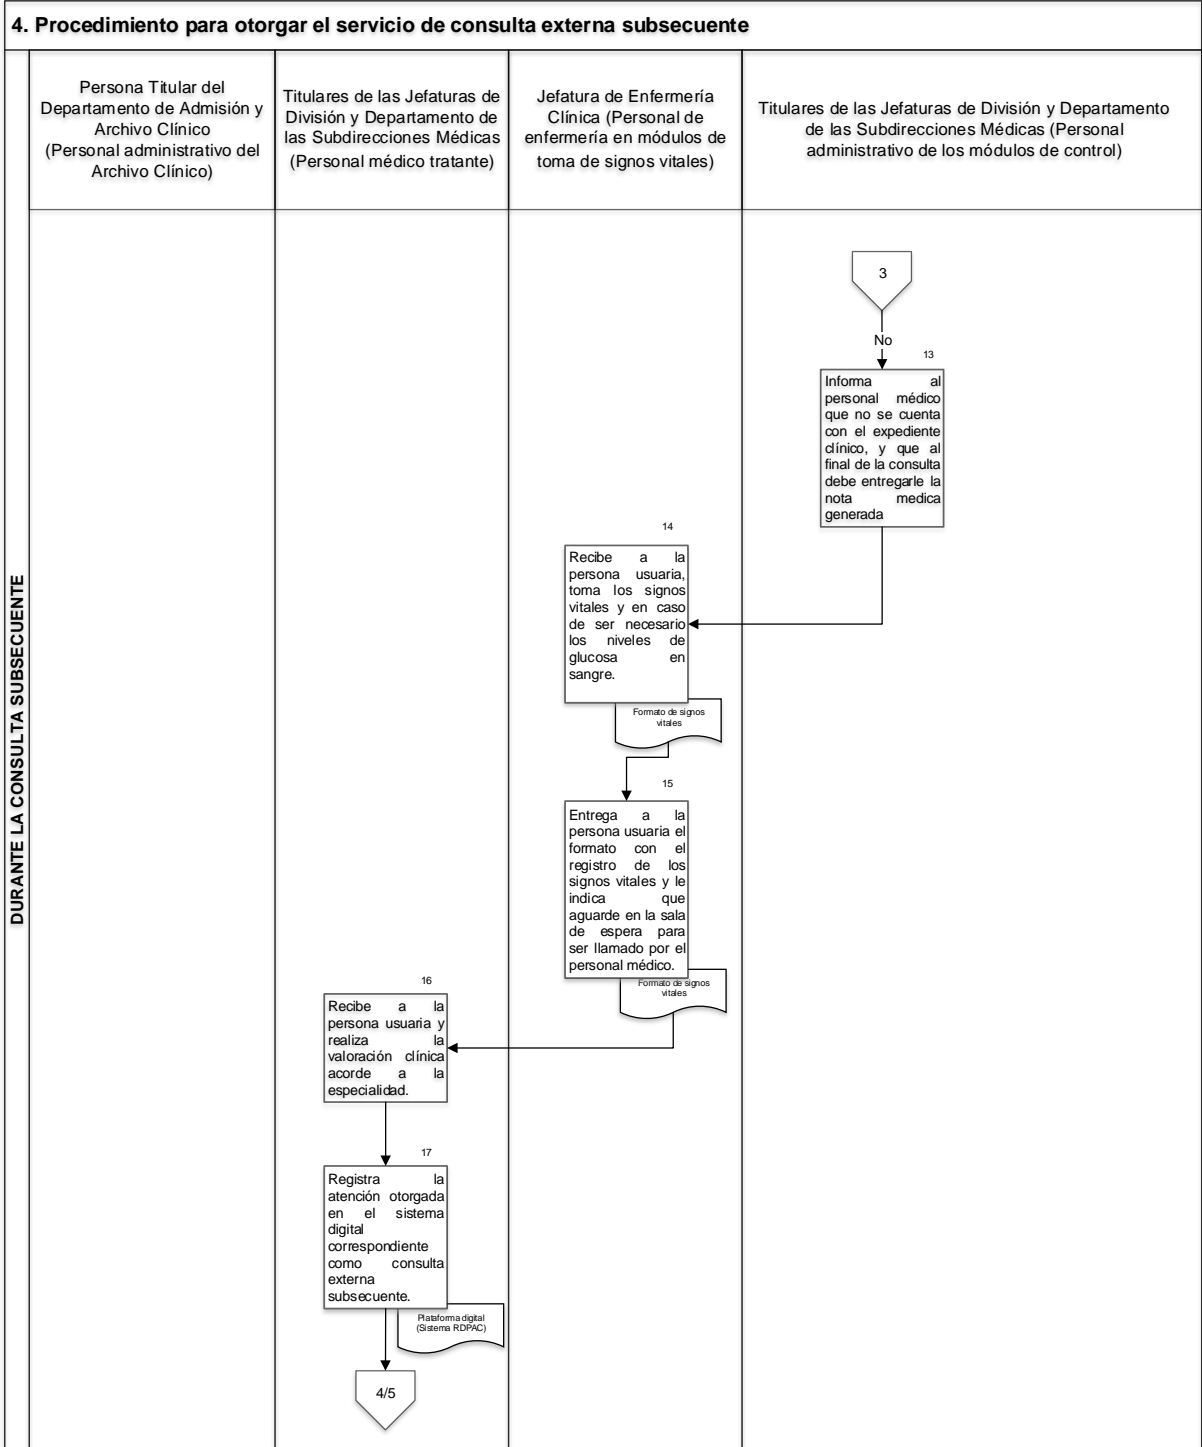 4. Procedimiento para otorgar el servicio de consulta externa subsecuente
Persona Titular del
Departamento de Admisión y
Archivo Clínico
(Personal administrativo del
Archivo Clínico)
Titulares de las Jefaturas de
División y Departamento de
las Subdirecciones Médicas
(Personal médico tratante)
Jefatura de Enfermería
Clínica (Personal de
enfermería en módulos de
toma de signos vitales)
Titulares de las Jefaturas de División y Departamento
de las Subdirecciones Médicas (Personal
administrativo de los módulos de control)
DURANTE LA CONSULTA SUBSECUENTE
3
No
13
Informa al
personal médico
que no se cuenta
con el expediente
clínico, y que al
final de la consulta
debe entregarle la
nota medica
generada
14
Recibe a la
persona usuaria,
toma los signos
vitales y en caso
de ser necesario
los niveles de
glucosa en
sangre.
Formato de signos
vitales
15
Entrega a la
persona usuaria el
formato con el
registro de los
signos vitales y le
indica que
aguarde en la sala
de espera para
ser llamado por el
personal médico.
Formato de signos
vitales
16
Recibe a la
persona usuaria y
realiza la
valoración clínica
acorde a la
especialidad.
17
Registra la
atención otorgada
en el sistema
digital
correspondiente
como consulta
externa
subsecuente.
Plataforma digital
(Sistema RDPAC)
4/5